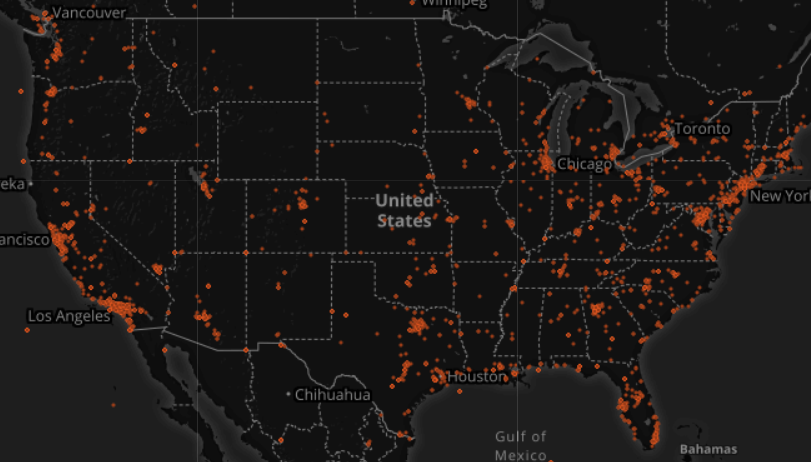 Winnipeg
Vancouver
Toronto
Chicago
eka
New York
United
States
ancisco
Los Angeles
Houston
Chihuahua
Gulf of
Mexico
Bahamas